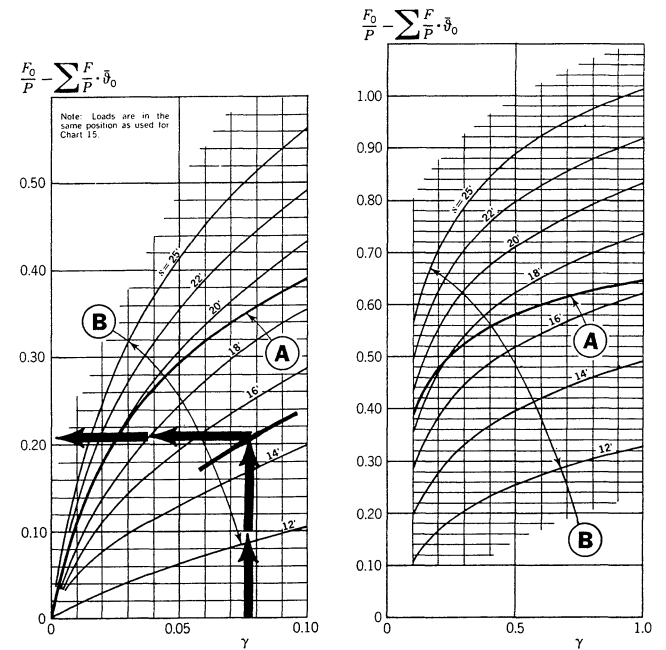 F₀/P − ∑ F/P · ϑ̄₀
Note: Loads are in the
same position as used for
Chart 15.
0.50
0.40
0.30
0.20
0.10
0
0.05
0.10
γ
s = 25'
22'
20'
18'
16'
14'
12'
A
B
F₀/P − ∑ F/P · ϑ̄₀
1.00
0.90
0.80
0.70
0.60
0.50
0.40
0.30
0.20
0.10
0
0
0.5
1.0
γ
s = 25'
22'
20'
18'
16'
14'
12'
A
B